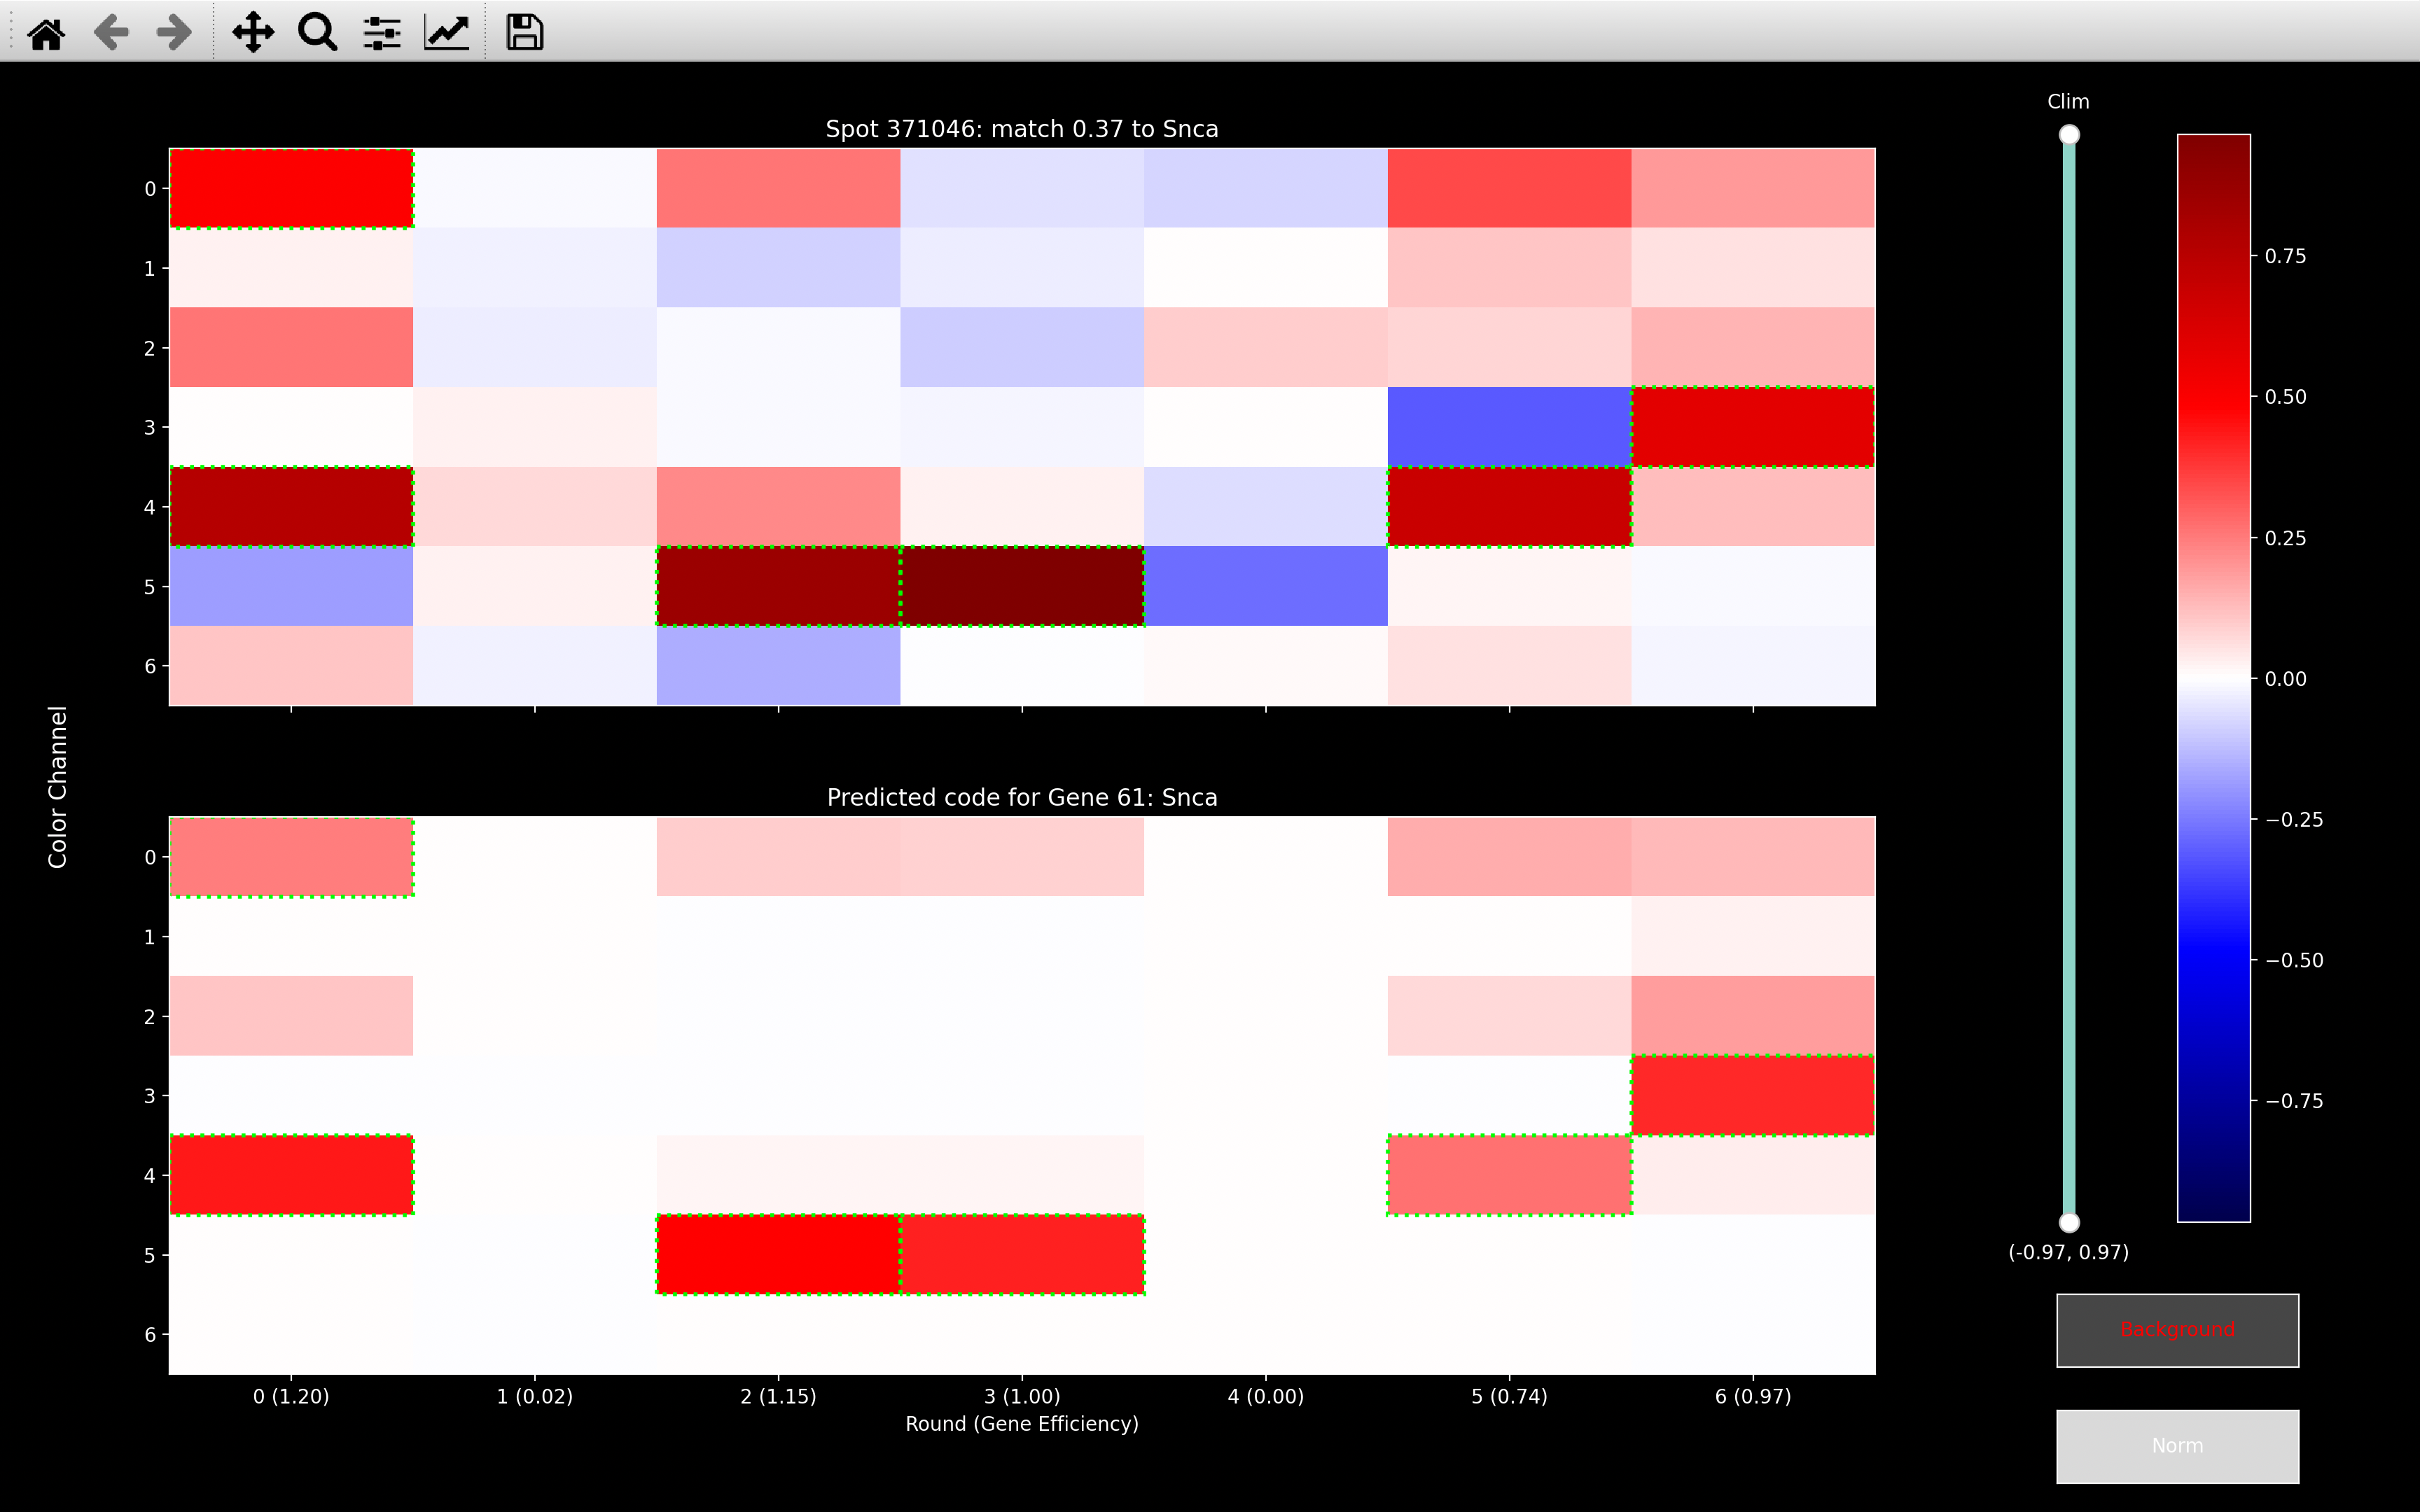 Clim
Spot 371046: match 0.37 to Snca
0
1
2
3
4
5
6
0.75
0.50
0.25
0.00
−0.25
−0.50
−0.75
(-0.97, 0.97)
Color Channel
Predicted code for Gene 61: Snca
0
1
2
3
4
5
6
0 (1.20) 1 (0.02) 2 (1.15) 3 (1.00) 4 (0.00) 5 (0.74) 6 (0.97)
Round (Gene Efficiency)
Background
Norm